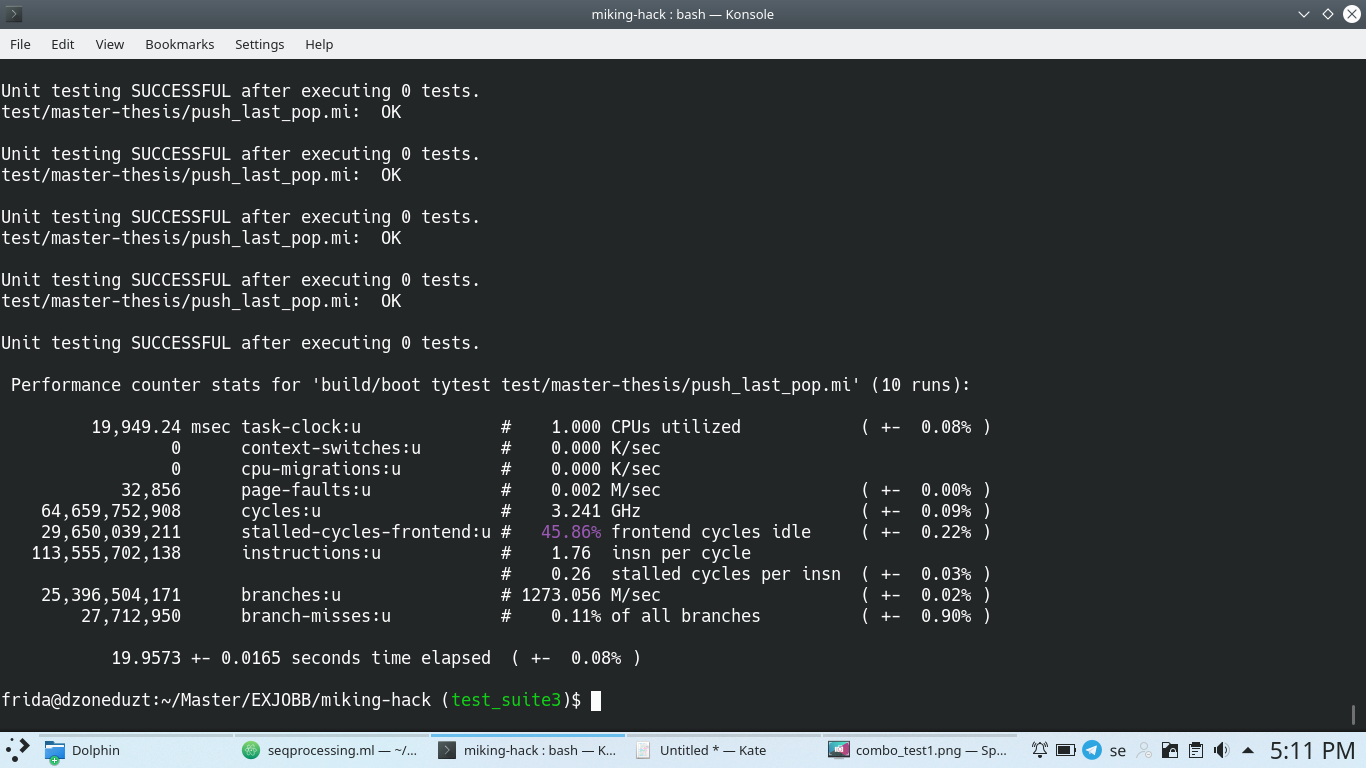 miking-hack : bash — Konsole
File Edit View Bookmarks Settings Help
Unit testing SUCCESSFUL after executing 0 tests.
test/master-thesis/push_last_pop.mi:  OK
Unit testing SUCCESSFUL after executing 0 tests.
test/master-thesis/push_last_pop.mi:  OK
Unit testing SUCCESSFUL after executing 0 tests.
test/master-thesis/push_last_pop.mi:  OK
Unit testing SUCCESSFUL after executing 0 tests.
test/master-thesis/push_last_pop.mi:  OK
Unit testing SUCCESSFUL after executing 0 tests.
Performance counter stats for 'build/boot tytest test/master-thesis/push_last_pop.mi' (10 runs):
19,949.24 msec task-clock:u # 1.000 CPUs utilized ( +- 0.08% )
0 context-switches:u # 0.000 K/sec
0 cpu-migrations:u # 0.000 K/sec
32,856 page-faults:u # 0.002 M/sec ( +- 0.00% )
64,659,752,908 cycles:u # 3.241 GHz ( +- 0.09% )
29,650,039,211 stalled-cycles-frontend:u # 45.86% frontend cycles idle ( +- 0.22% )
113,555,702,138 instructions:u # 1.76 insn per cycle
# 0.26 stalled cycles per insn ( +- 0.03% )
25,396,504,171 branches:u # 1273.056 M/sec ( +- 0.02% )
27,712,950 branch-misses:u # 0.11% of all branches ( +- 0.90% )
19.9573 +- 0.0165 seconds time elapsed ( +- 0.08% )
frida@dzoneduzt:~/Master/EXJOBB/miking-hack (test_suite3)$
Dolphin seqprocessing.ml — ~/... miking-hack : bash — K... Untitled * — Kate combo_test1.png — Sp... se 5:11 PM